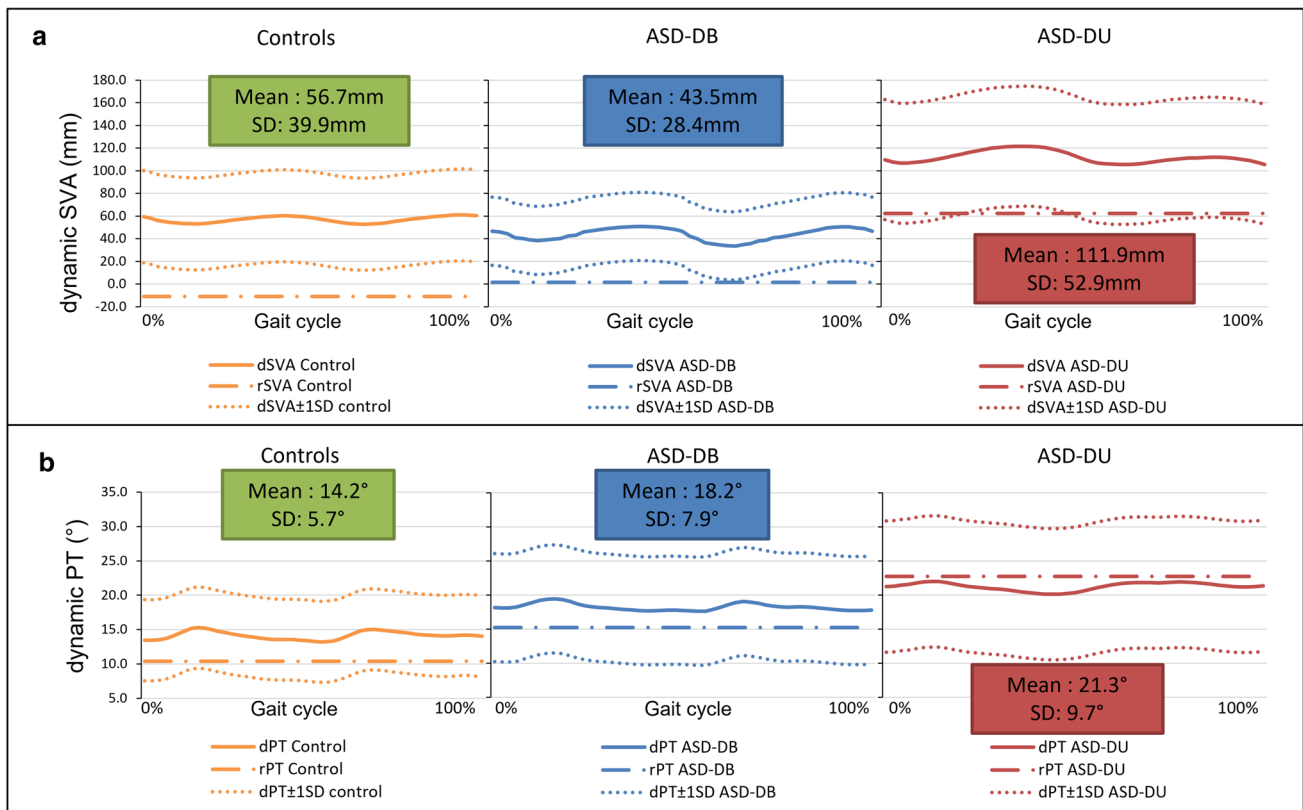 a
Controls
ASD-DB
ASD-DU
dynamic SVA (mm)
180.0
160.0
140.0
120.0
100.0
80.0
60.0
40.0
20.0
0.0
-20.0
Mean : 56.7mm
SD: 39.9mm
Mean : 43.5mm
SD: 28.4mm
Mean : 111.9mm
SD: 52.9mm
0% Gait cycle 100%
0% Gait cycle 100%
0% Gait cycle 100%
dSVA Control
rSVA Control
dSVA±1SD control
dSVA ASD-DB
rSVA ASD-DB
dSVA±1SD ASD-DB
dSVA ASD-DU
rSVA ASD-DU
dSVA±1SD ASD-DU
b
Controls
ASD-DB
ASD-DU
dynamic PT (°)
35.0
30.0
25.0
20.0
15.0
10.0
5.0
Mean : 14.2°
SD: 5.7°
Mean : 18.2°
SD: 7.9°
Mean : 21.3°
SD: 9.7°
0% Gait cycle 100%
0% Gait cycle 100%
0% 100%
dPT Control
rPT Control
dPT±1SD control
dPT ASD-DB
rPT ASD-DB
dPT±1SD ASD-DB
dPT ASD-DU
rPT ASD-DU
dPT±1SD ASD-DU